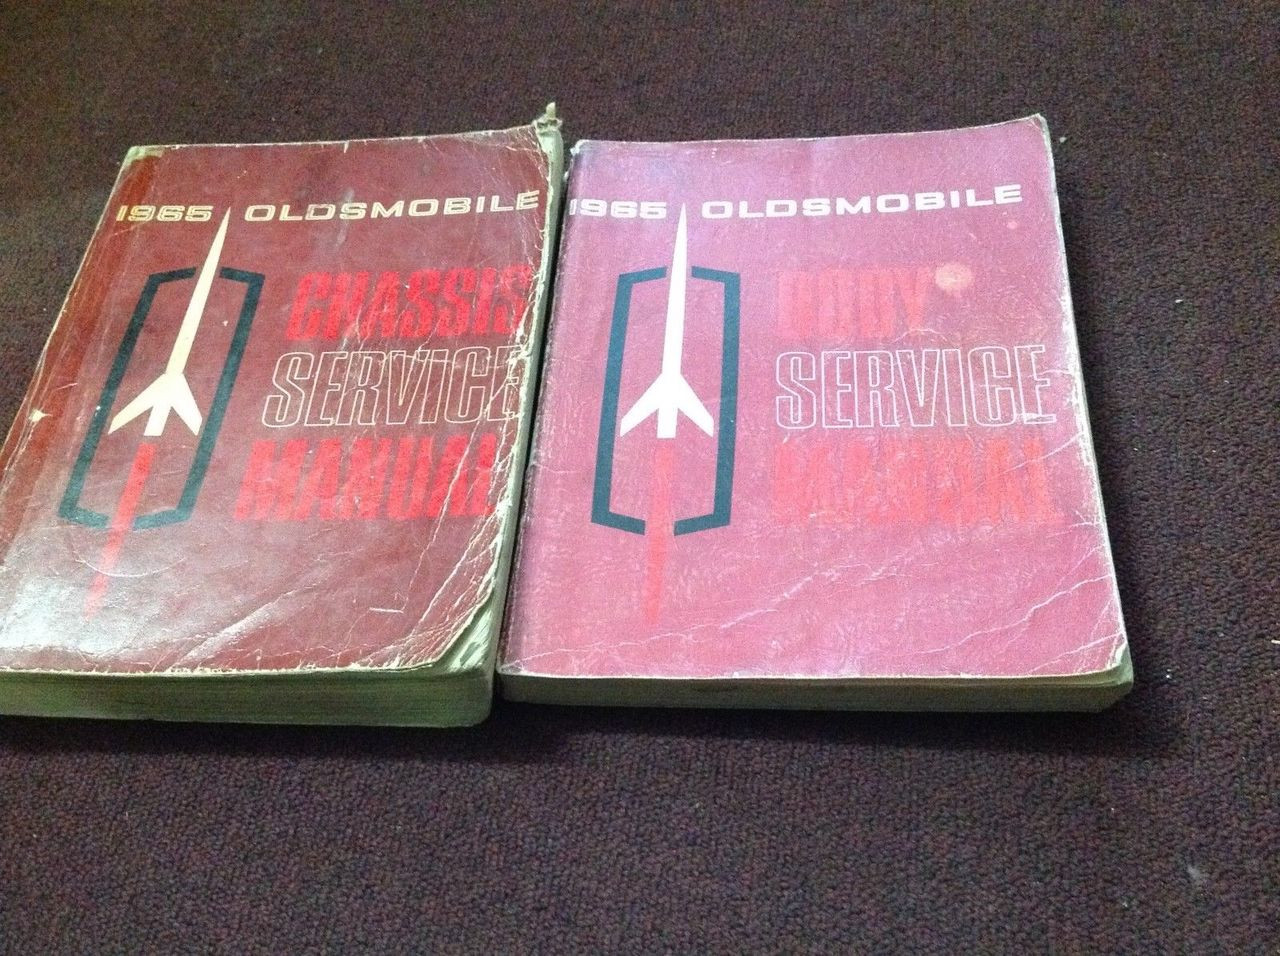 1965 OLDSMOBILE
CHASSIS
SERVICE
MANUAL
1965 OLDSMOBILE
BODY
SERVICE
MANUAL